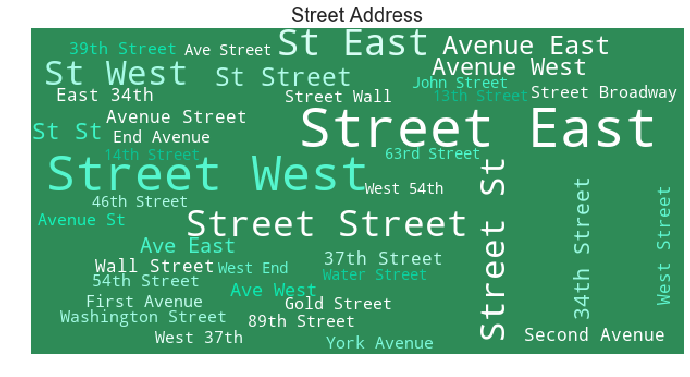 Street Address
39th Street
Ave Street
St East
Avenue East
St West
St Street
Avenue West
John Street
East 34th
Street Wall
13th Street
Street Broadway
Avenue Street
St St
End Avenue
Street East
14th Street
63rd Street
Street West
West 54th
46th Street
Avenue St
Street Street
Street St
34th Street
West Street
Ave East
Wall Street
West End
37th Street
Water Street
54th Street
Ave West
First Avenue
Gold Street
Washington Street
89th Street
West 37th
York Avenue
Second Avenue